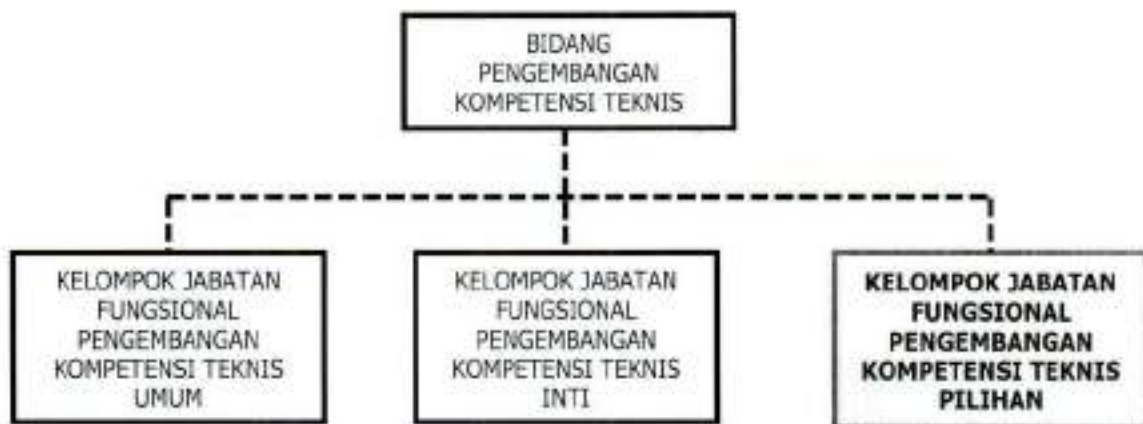 BIDANG
PENGEMBANGAN
KOMPETENSI TEKNIS
KELOMPOK JABATAN
FUNGSIONAL
PENGEMBANGAN
KOMPETENSI TEKNIS
UMUM
KELOMPOK JABATAN
FUNGSIONAL
PENGEMBANGAN
KOMPETENSI TEKNIS
INTI
KELOMPOK JABATAN
FUNGSIONAL
PENGEMBANGAN
KOMPETENSI TEKNIS
PILIHAN